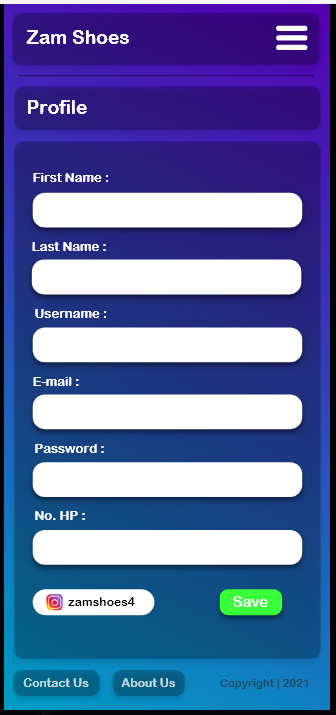 Zam Shoes
Profile
First Name :
Last Name :
Username :
E-mail :
Password :
No. HP :
zamshoes4
Save
Contact Us
About Us
Copyright | 2021